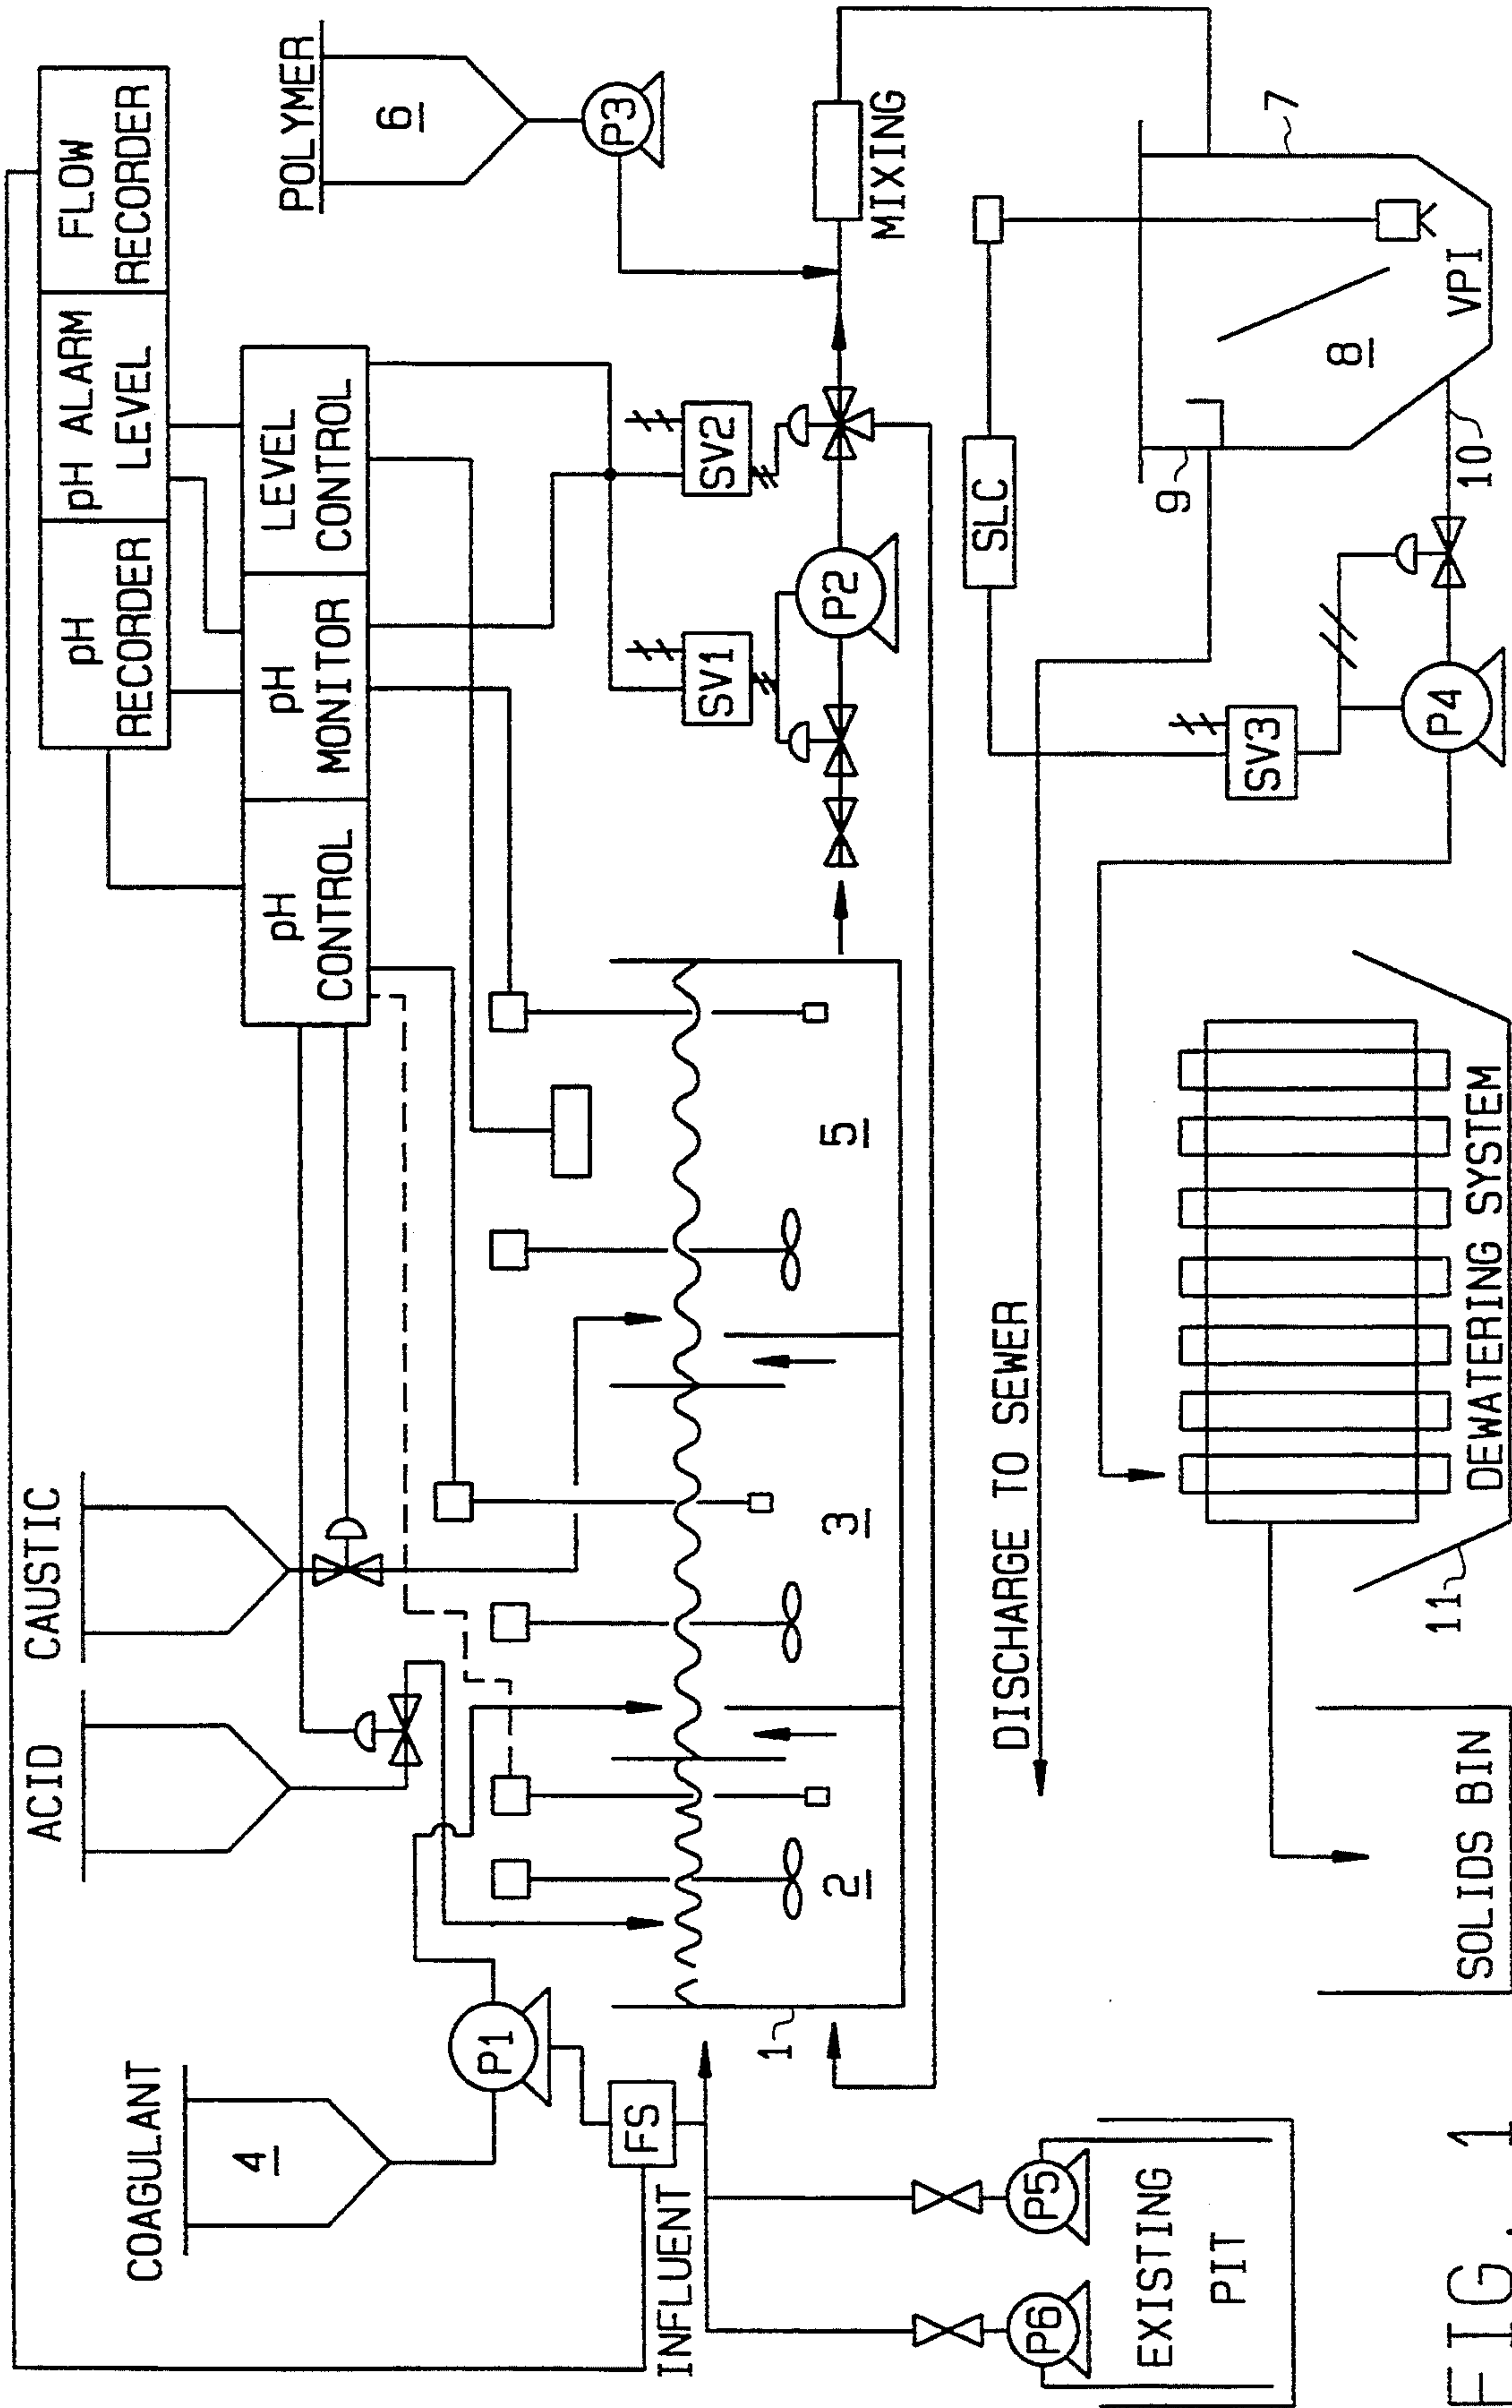 COAGULANT
4
ACID
CAUSTIC
pH
RECORDER
pH ALARM
LEVEL
FLOW
RECORDER
pH
CONTROL
pH
MONITOR
LEVEL
CONTROL
POLYMER
6
P3
P1
FS
INFLUENT
SV1
SV2
P2
MIXING
1
2
3
5
P6
P5
EXISTING
PIT
DISCHARGE TO SEWER
SLC
SV3
P4
7
8
9
10
VPI
SOLIDS BIN
11
DEWATERING SYSTEM
FIG. 1